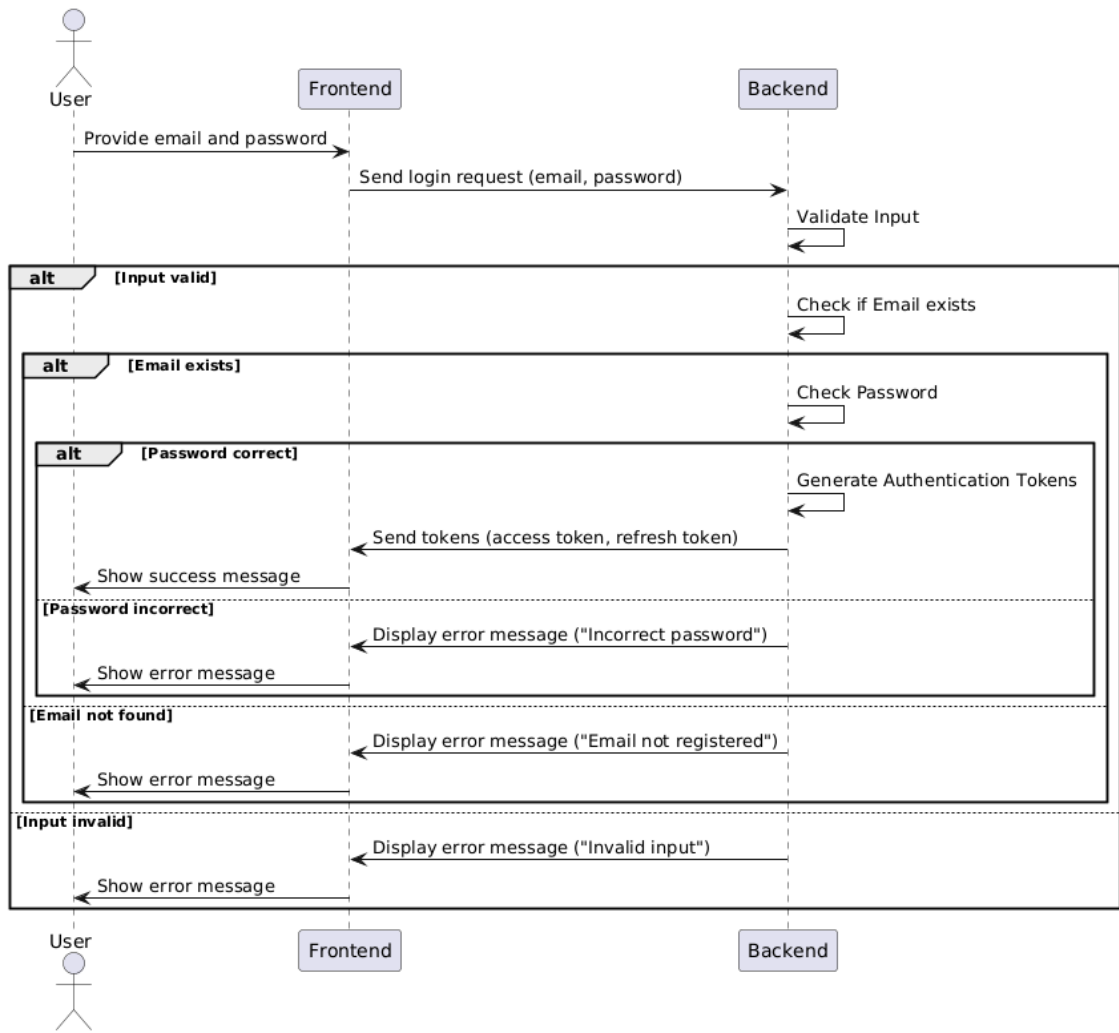 User
Frontend
Backend
Provide email and password
Send login request (email, password)
Validate Input
alt [Input valid]
Check if Email exists
alt [Email exists]
Check Password
alt [Password correct]
Generate Authentication Tokens
Send tokens (access token, refresh token)
Show success message
[Password incorrect]
Display error message ("Incorrect password")
Show error message
[Email not found]
Display error message ("Email not registered")
Show error message
[Input invalid]
Display error message ("Invalid input")
Show error message
User
Frontend
Backend